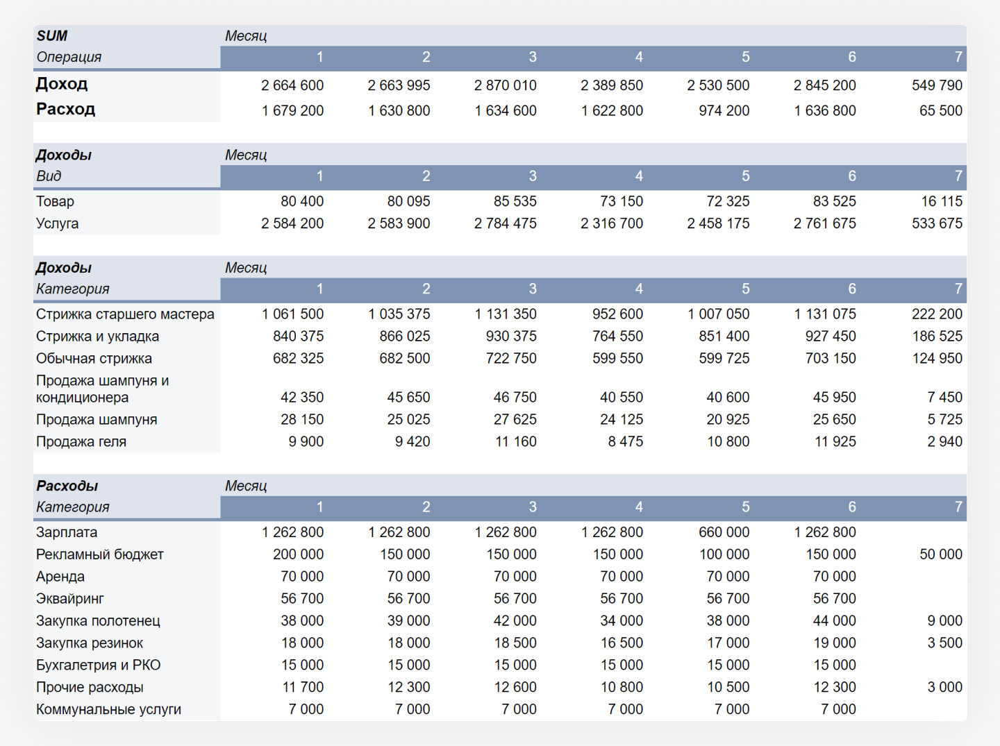 SUM Месяц
Операция 1 2 3 4 5 6 7
Доход 2 664 600 2 663 995 2 870 010 2 389 850 2 530 500 2 845 200 549 790
Расход 1 679 200 1 630 800 1 634 600 1 622 800 974 200 1 636 800 65 500
Доходы Месяц
Вид 1 2 3 4 5 6 7
Товар 80 400 80 095 85 535 73 150 72 325 83 525 16 115
Услуга 2 584 200 2 583 900 2 784 475 2 316 700 2 458 175 2 761 675 533 675
Доходы Месяц
Категория 1 2 3 4 5 6 7
Стрижка старшего мастера 1 061 500 1 035 375 1 131 350 952 600 1 007 050 1 131 075 222 200
Стрижка и укладка 840 375 866 025 930 375 764 550 851 400 927 450 186 525
Обычная стрижка 682 325 682 500 722 750 599 550 599 725 703 150 124 950
Продажа шампуня и
кондиционера 42 350 45 650 46 750 40 550 40 600 45 950 7 450
Продажа шампуня 28 150 25 025 27 625 24 125 20 925 25 650 5 725
Продажа геля 9 900 9 420 11 160 8 475 10 800 11 925 2 940
Расходы Месяц
Категория 1 2 3 4 5 6 7
Зарплата 1 262 800 1 262 800 1 262 800 1 262 800 660 000 1 262 800
Рекламный бюджет 200 000 150 000 150 000 150 000 100 000 150 000 50 000
Аренда 70 000 70 000 70 000 70 000 70 000 70 000
Эквайринг 56 700 56 700 56 700 56 700 56 700 56 700
Закупка полотенец 38 000 39 000 42 000 34 000 38 000 44 000 9 000
Закупка резинок 18 000 18 000 18 500 16 500 17 000 19 000 3 500
Бухгалетрия и РКО 15 000 15 000 15 000 15 000 15 000 15 000
Прочие расходы 11 700 12 300 12 600 10 800 10 500 12 300 3 000
Коммунальные услуги 7 000 7 000 7 000 7 000 7 000 7 000